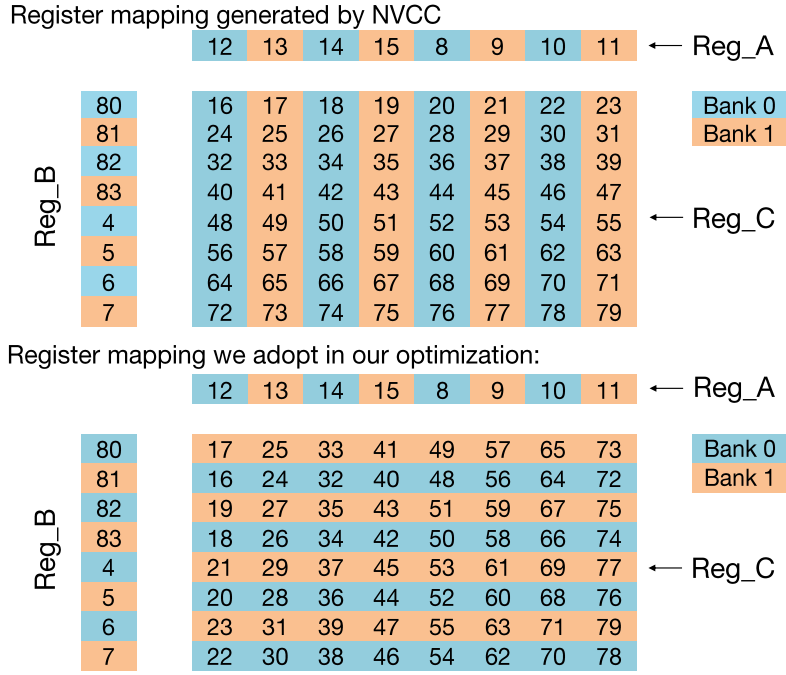 Register mapping generated by NVCC
12 13 14 15 8 9 10 11 Reg_A
80 16 17 18 19 20 21 22 23 Bank 0
81 24 25 26 27 28 29 30 31 Bank 1
82 32 33 34 35 36 37 38 39
83 40 41 42 43 44 45 46 47
Reg_B
4 48 49 50 51 52 53 54 55 Reg_C
5 56 57 58 59 60 61 62 63
6 64 65 66 67 68 69 70 71
7 72 73 74 75 76 77 78 79
Register mapping we adopt in our optimization:
12 13 14 15 8 9 10 11 Reg_A
80 17 25 33 41 49 57 65 73 Bank 0
81 16 24 32 40 48 56 64 72 Bank 1
82 19 27 35 43 51 59 67 75
83 18 26 34 42 50 58 66 74
Reg_B
4 21 29 37 45 53 61 69 77 Reg_C
5 20 28 36 44 52 60 68 76
6 23 31 39 47 55 63 71 79
7 22 30 38 46 54 62 70 78